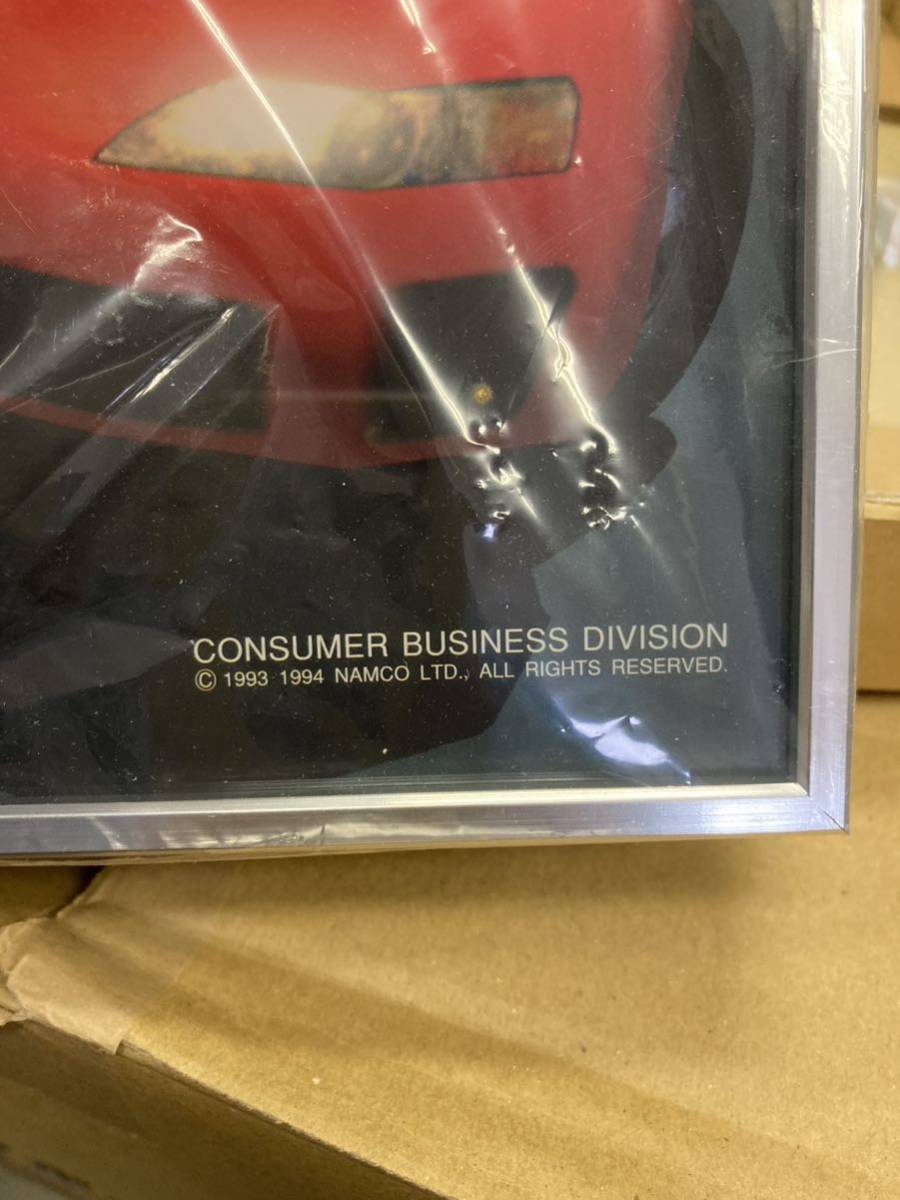 CONSUMER BUSINESS DIVISION
© 1993 1994 NAMCO LTD., ALL RIGHTS RESERVED.